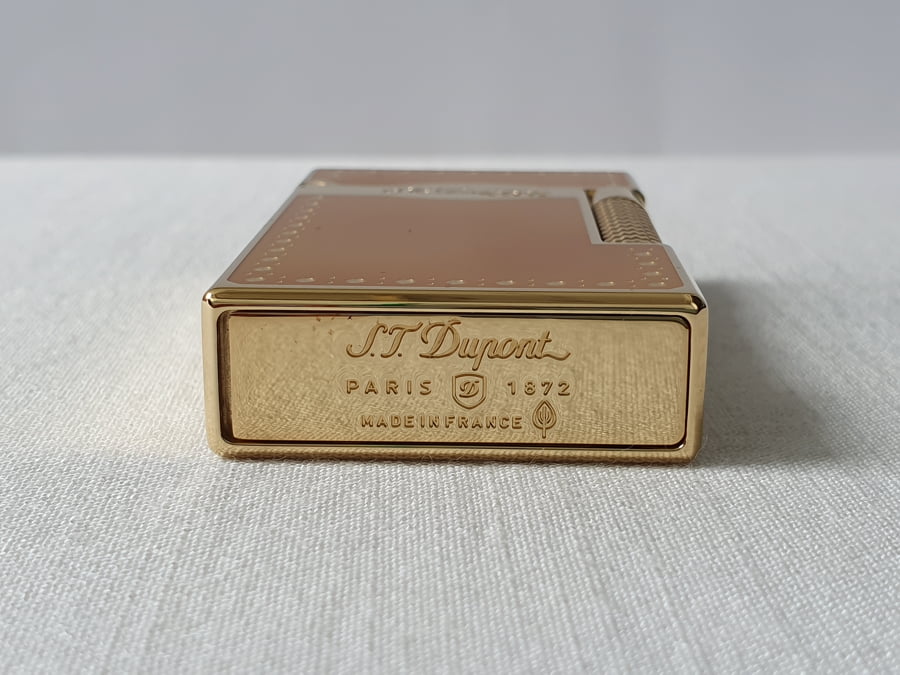 S.T. Dupont
PARIS D 1872
MADE IN FRANCE